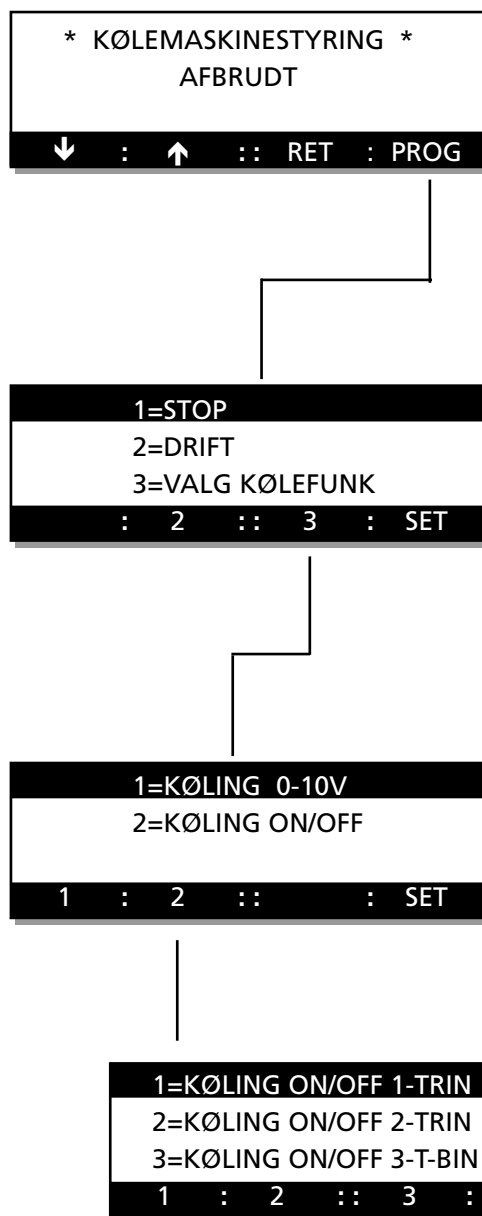 * KØLEMASKINESTYRING *
AFBRUDT
↓ : ↑ :: RET : PROG
1=STOP
2=DRIFT
3=VALG KØLEFUNK
: 2 :: 3 : SET
1=KØLING 0-10V
2=KØLING ON/OFF
1 : 2 :: : SET
1=KØLING ON/OFF 1-TRIN
2=KØLING ON/OFF 2-TRIN
3=KØLING ON/OFF 3-T-BIN
1 : 2 :: 3 :